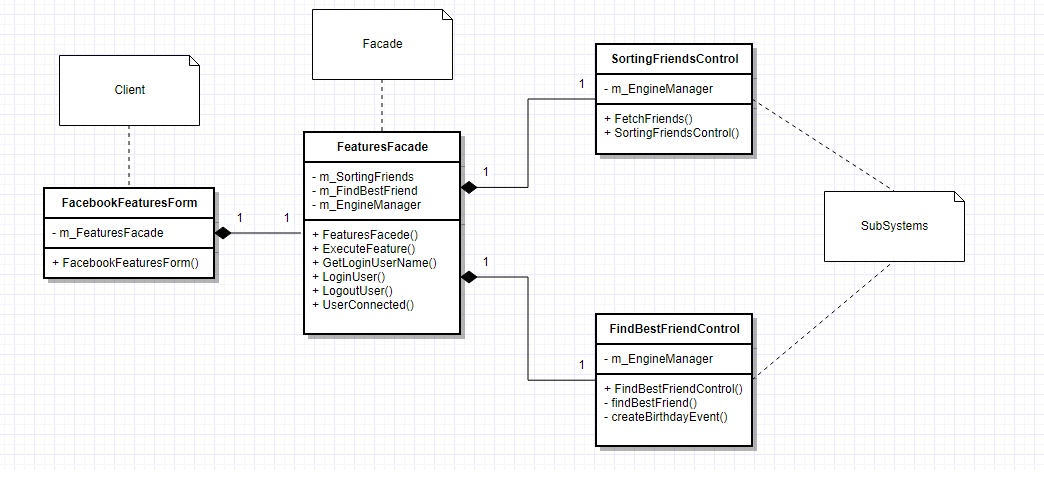 Client
Facade
FacebookFeaturesForm
- m_FeaturesFacade
+ FacebookFeaturesForm()
1
1
FeaturesFacade
- m_SortingFriends
- m_FindBestFriend
- m_EngineManager
+ FeaturesFacede()
+ ExecuteFeature()
+ GetLoginUserName()
+ LoginUser()
+ LogoutUser()
+ UserConnected()
1
1
1
1
SortingFriendsControl
- m_EngineManager
+ FetchFriends()
+ SortingFriendsControl()
SubSystems
FindBestFriendControl
- m_EngineManager
+ FindBestFriendControl()
- findBestFriend()
- createBirthdayEvent()